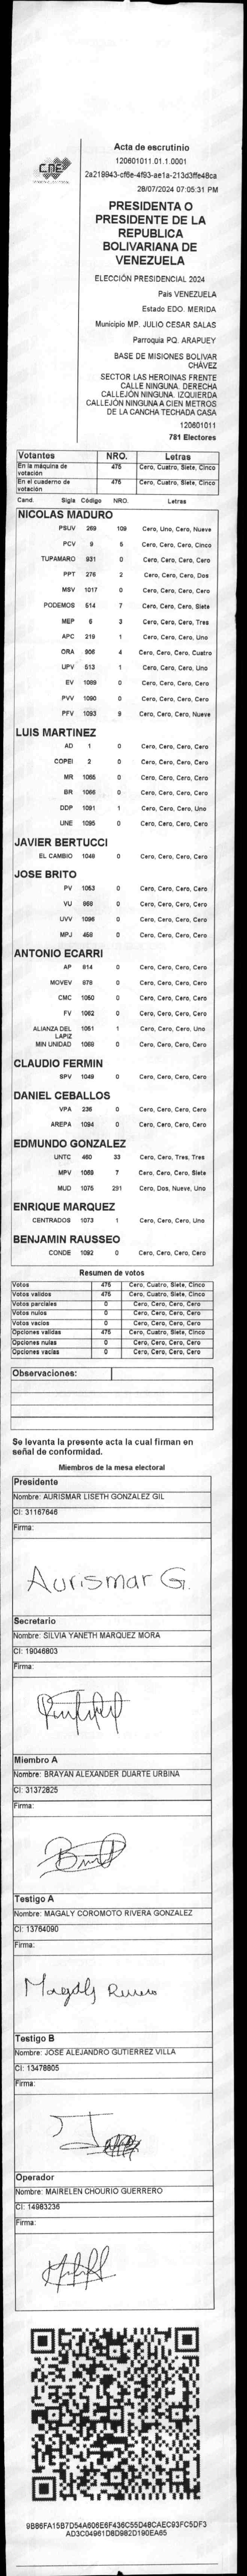 Acta de escrutinio
120601011.01.1.0001
2a219943-cf6e-4f93-ae1a-213d3ffe48ca
28/07/2024 07:05:31 PM
PRESIDENTA O
PRESIDENTE DE LA
REPUBLICA
BOLIVARIANA DE
VENEZUELA
ELECCIÓN PRESIDENCIAL 2024
País VENEZUELA
Estado EDO. MERIDA
Municipio MP. JULIO CESAR SALAS
Parroquia PQ. ARAPUEY
BASE DE MISIONES BOLIVAR
CHÁVEZ
SECTOR LAS HEROINAS FRENTE
CALLE NINGUNA. DERECHA
CALLEJÓN NINGUNA. IZQUIERDA
CALLEJÓN NINGUNA A CIEN METROS
DE LA CANCHA TECHADA CASA
120601011
781 Electores
Votantes NRO. Letras
En la máquina de votación 475 Cero, Cuatro, Siete, Cinco
En el cuaderno de votación 475 Cero, Cuatro, Siete, Cinco
Cand. Sigla Código NRO. Letras
NICOLAS MADURO
PSUV 269 109 Cero, Uno, Cero, Nueve
PCV 9 5 Cero, Cero, Cero, Cinco
TUPAMARO 931 0 Cero, Cero, Cero, Cero
PPT 276 2 Cero, Cero, Cero, Dos
MSV 1017 0 Cero, Cero, Cero, Cero
PODEMOS 514 7 Cero, Cero, Cero, Siete
MEP 6 3 Cero, Cero, Cero, Tres
APC 219 1 Cero, Cero, Cero, Uno
ORA 906 4 Cero, Cero, Cero, Cuatro
UPV 513 1 Cero, Cero, Cero, Uno
EV 1089 0 Cero, Cero, Cero, Cero
PVV 1090 0 Cero, Cero, Cero, Cero
PFV 1093 9 Cero, Cero, Cero, Nueve
LUIS MARTINEZ
AD 1 0 Cero, Cero, Cero, Cero
COPEI 2 0 Cero, Cero, Cero, Cero
MR 1065 0 Cero, Cero, Cero, Cero
BR 1066 0 Cero, Cero, Cero, Cero
DDP 1091 1 Cero, Cero, Cero, Uno
UNE 1095 0 Cero, Cero, Cero, Cero
JAVIER BERTUCCI
EL CAMBIO 1048 0 Cero, Cero, Cero, Cero
JOSE BRITO
PV 1053 0 Cero, Cero, Cero, Cero
VU 968 0 Cero, Cero, Cero, Cero
UVV 1096 0 Cero, Cero, Cero, Cero
MPJ 458 0 Cero, Cero, Cero, Cero
ANTONIO ECARRI
AP 814 0 Cero, Cero, Cero, Cero
MOVEV 878 0 Cero, Cero, Cero, Cero
CMC 1050 0 Cero, Cero, Cero, Cero
FV 1062 0 Cero, Cero, Cero, Cero
ALIANZA DEL LAPIZ 1051 1 Cero, Cero, Cero, Uno
MIN UNIDAD 1068 0 Cero, Cero, Cero, Cero
CLAUDIO FERMIN
SPV 1049 0 Cero, Cero, Cero, Cero
DANIEL CEBALLOS
VPA 236 0 Cero, Cero, Cero, Cero
AREPA 1094 0 Cero, Cero, Cero, Cero
EDMUNDO GONZALEZ
UNTC 460 33 Cero, Cero, Tres, Tres
MPV 1069 7 Cero, Cero, Cero, Siete
MUD 1075 291 Cero, Dos, Nueve, Uno
ENRIQUE MARQUEZ
CENTRADOS 1073 1 Cero, Cero, Cero, Uno
BENJAMIN RAUSSEO
CONDE 1092 0 Cero, Cero, Cero, Cero
Resumen de votos
Votos 475 Cero, Cuatro, Siete, Cinco
Votos validos 475 Cero, Cuatro, Siete, Cinco
Votos parciales 0 Cero, Cero, Cero, Cero
Votos nulos 0 Cero, Cero, Cero, Cero
Votos vacios 0 Cero, Cero, Cero, Cero
Opciones validas 475 Cero, Cuatro, Siete, Cinco
Opciones nulas 0 Cero, Cero, Cero, Cero
Opciones vacias 0 Cero, Cero, Cero, Cero
Observaciones:
Se levanta la presente acta la cual firman en
señal de conformidad.
Miembros de la mesa electoral
Presidente
Nombre: AURISMAR LISETH GONZALEZ GIL
CI: 31167646
Firma:
Aurismar G.
Secretario
Nombre: SILVIA YANETH MARQUEZ MORA
CI: 19046803
Firma:
Miembro A
Nombre: BRAYAN ALEXANDER DUARTE URBINA
CI: 31372825
Firma:
Testigo A
Nombre: MAGALY COROMOTO RIVERA GONZALEZ
CI: 13764090
Firma:
Magaly Rivero
Testigo B
Nombre: JOSE ALEJANDRO GUTIERREZ VILLA
CI: 13478805
Firma:
Operador
Nombre: MAIRELEN CHOURIO GUERRERO
CI: 14983236
Firma:
9B86FA15B7D54A606E6F436C55D48CAEC93FC5DF3
AD3C04961D8D982D190EA65